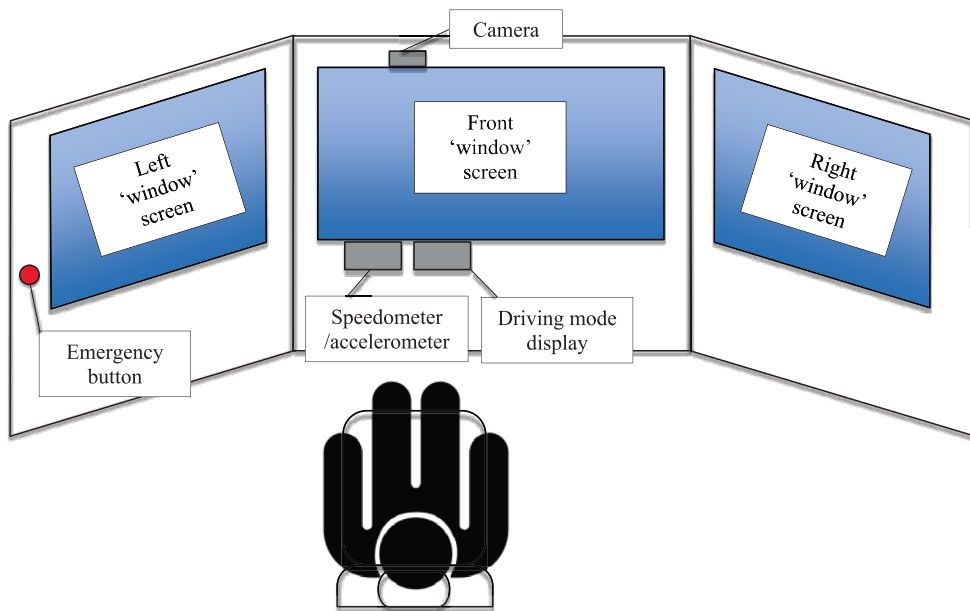 Camera
Front
‘window’
screen
Left
‘window’
screen
Right
‘window’
screen
Speedometer
/accelerometer
Driving mode
display
Emergency
button